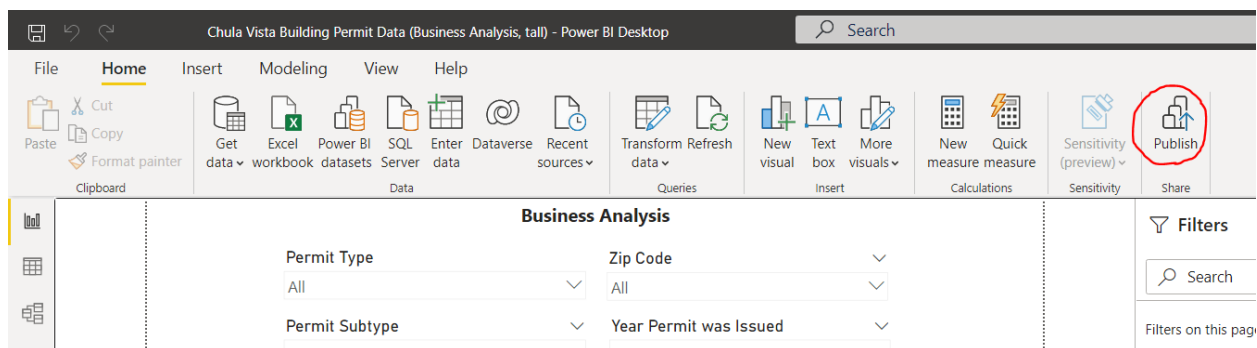 Chula Vista Building Permit Data (Business Analysis, tall) - Power BI Desktop
Search
File Home Insert Modeling View Help
Paste
Cut
Copy
Format painter
Clipboard
Get data
Excel workbook
Power BI datasets
SQL Server
Enter data
Dataverse
Recent sources
Data
Transform data
Refresh
Queries
New visual
Text box
More visuals
Insert
New measure
Quick measure
Calculations
Sensitivity (preview)
Sensitivity
Publish
Share
Business Analysis
Permit Type
All
Zip Code
All
Permit Subtype
Year Permit was Issued
Filters
Search
Filters on this page